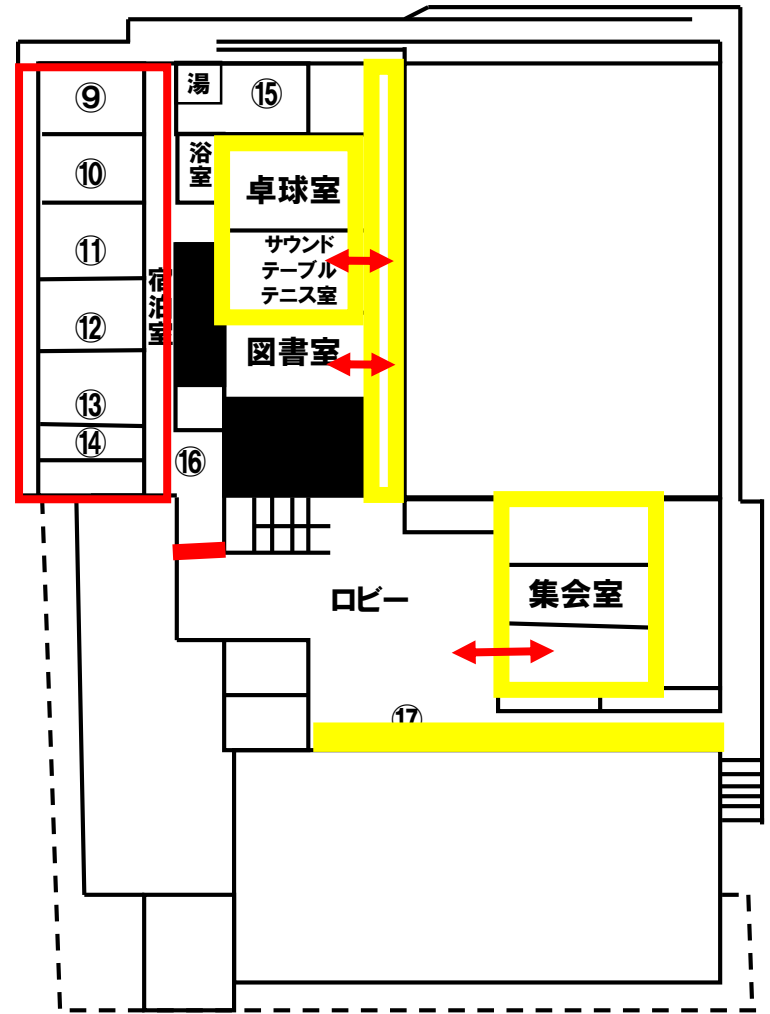 ⑨
湯
⑮
浴室
⑩
卓球室
⑪
サウンド
テーブル
テニス室
宿泊室
⑫
図書室
⑬
⑭
⑯
ロビー
集会室
⑰